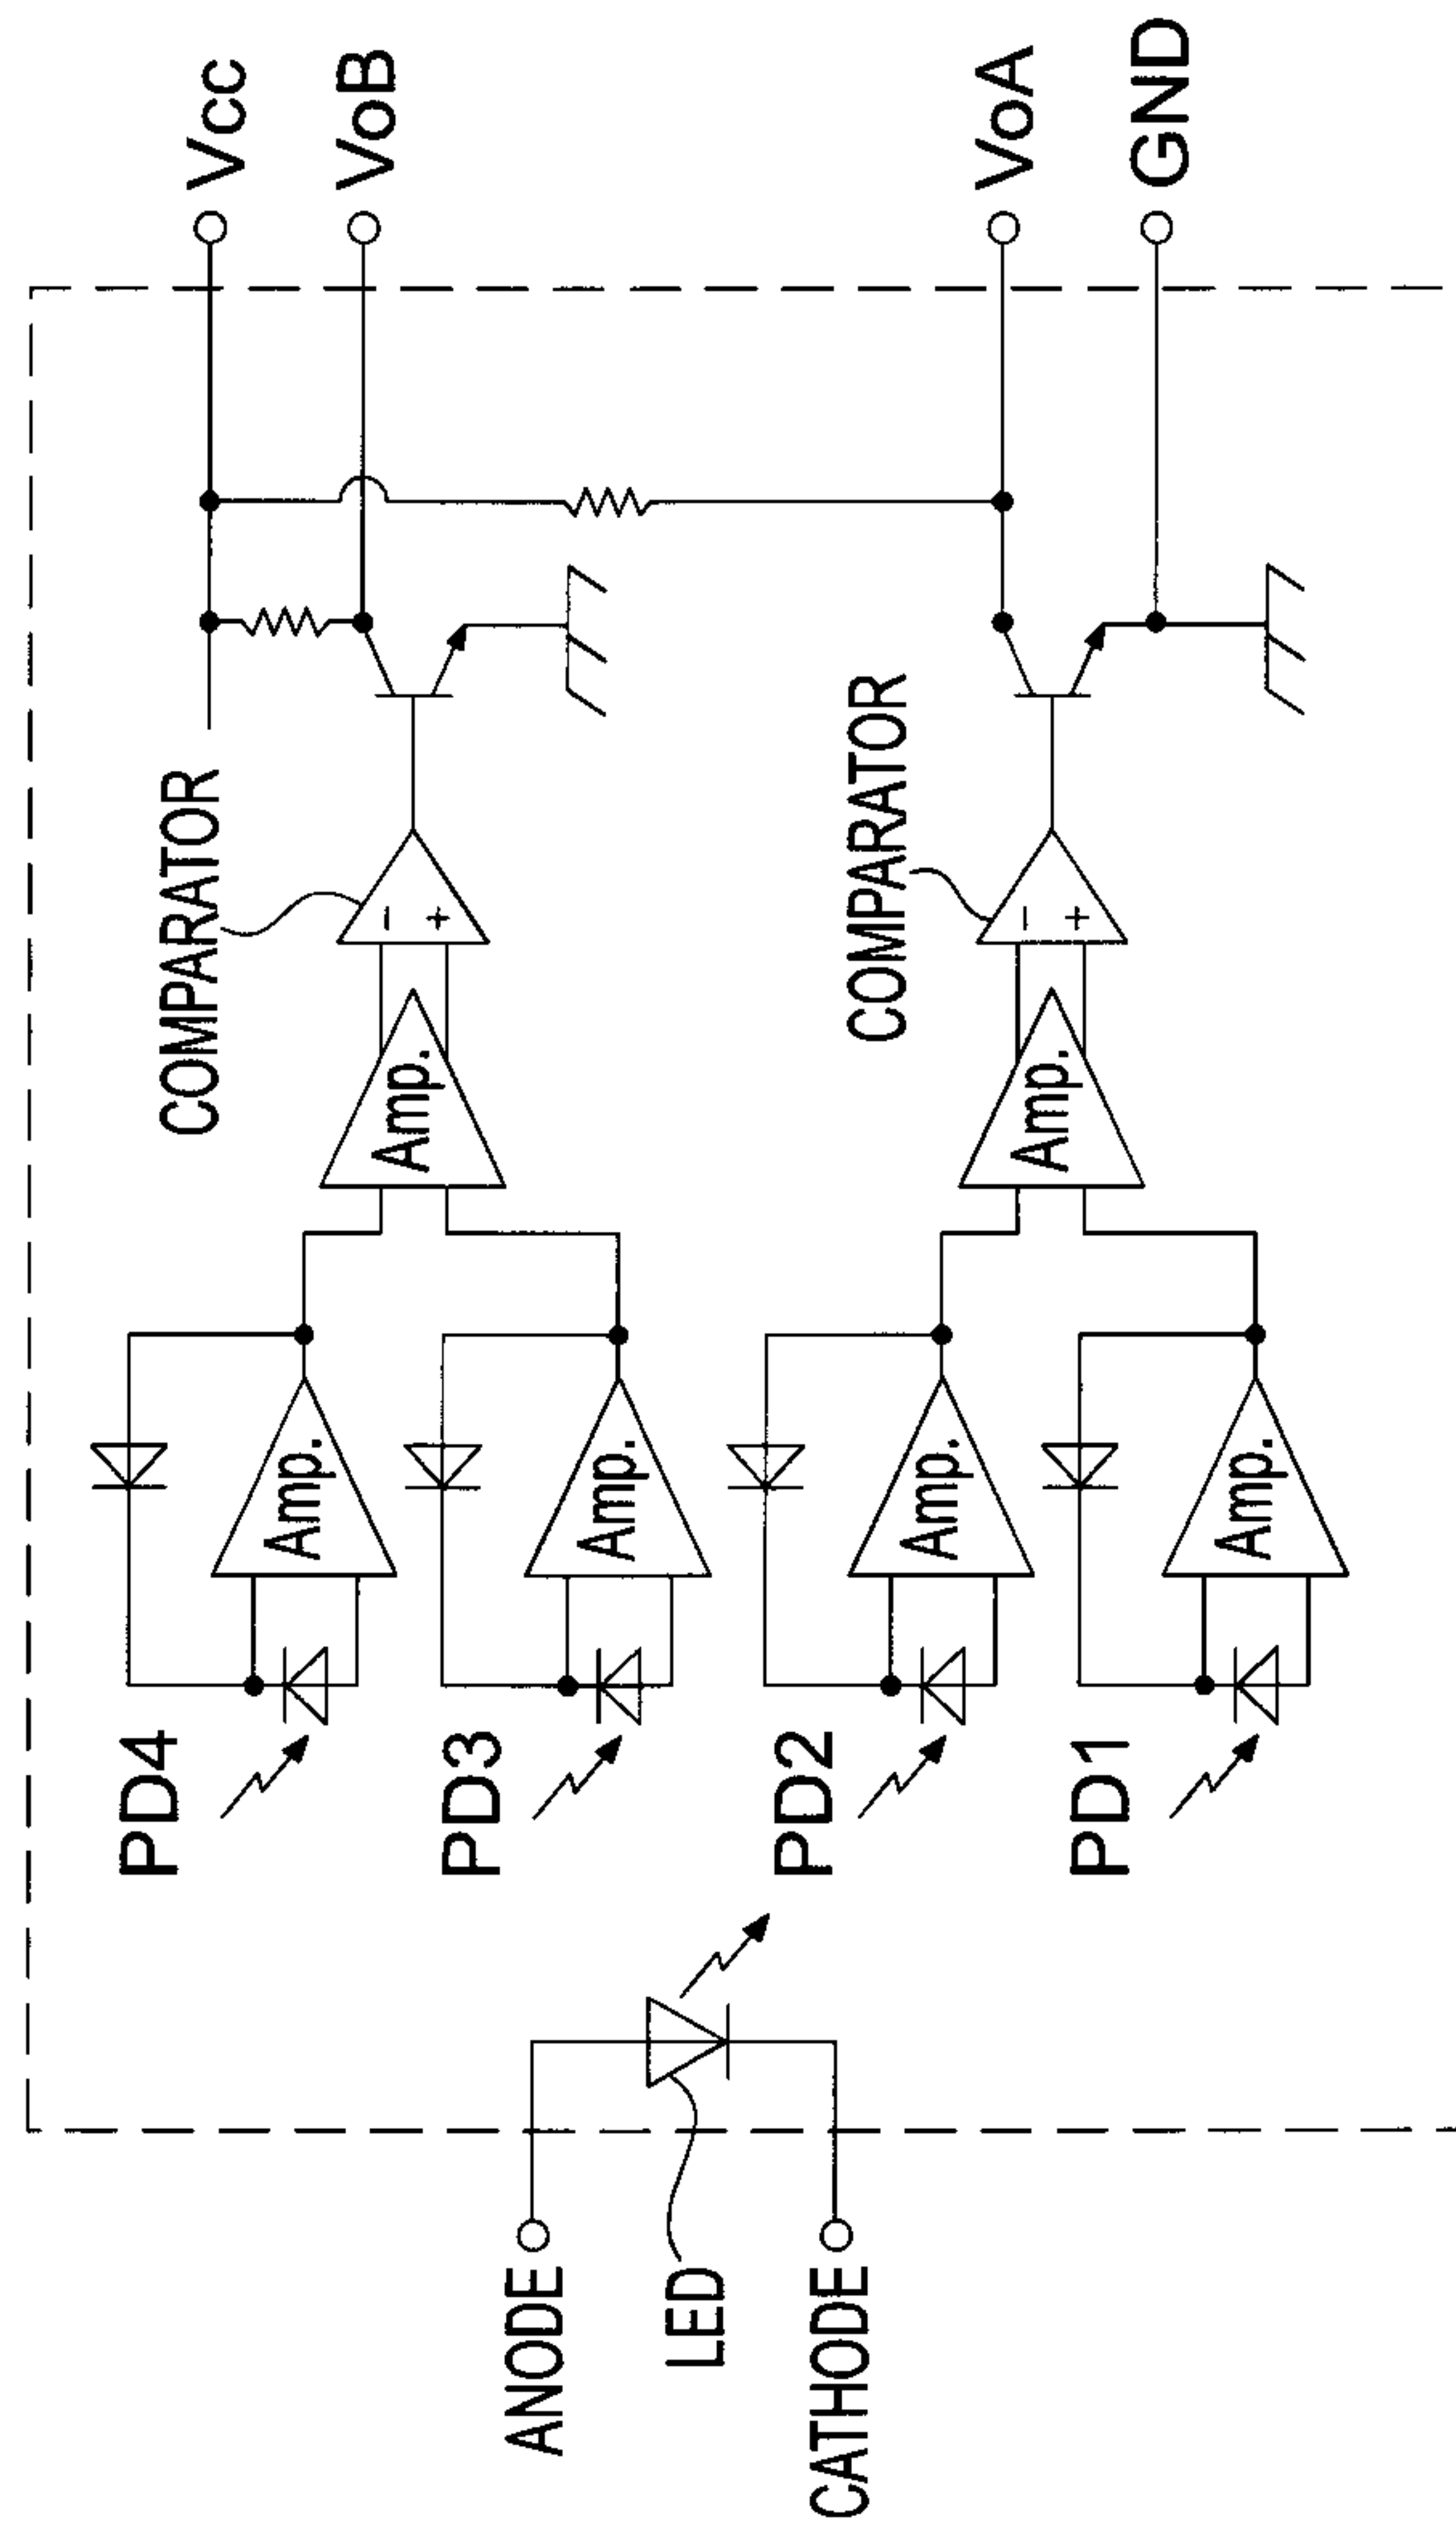 Vcc
VoB
VoA
GND
COMPARATOR
COMPARATOR
Amp.
Amp.
Amp.
Amp.
Amp.
Amp.
- +
- +
PD4
PD3
PD2
PD1
ANODE
LED
CATHODE